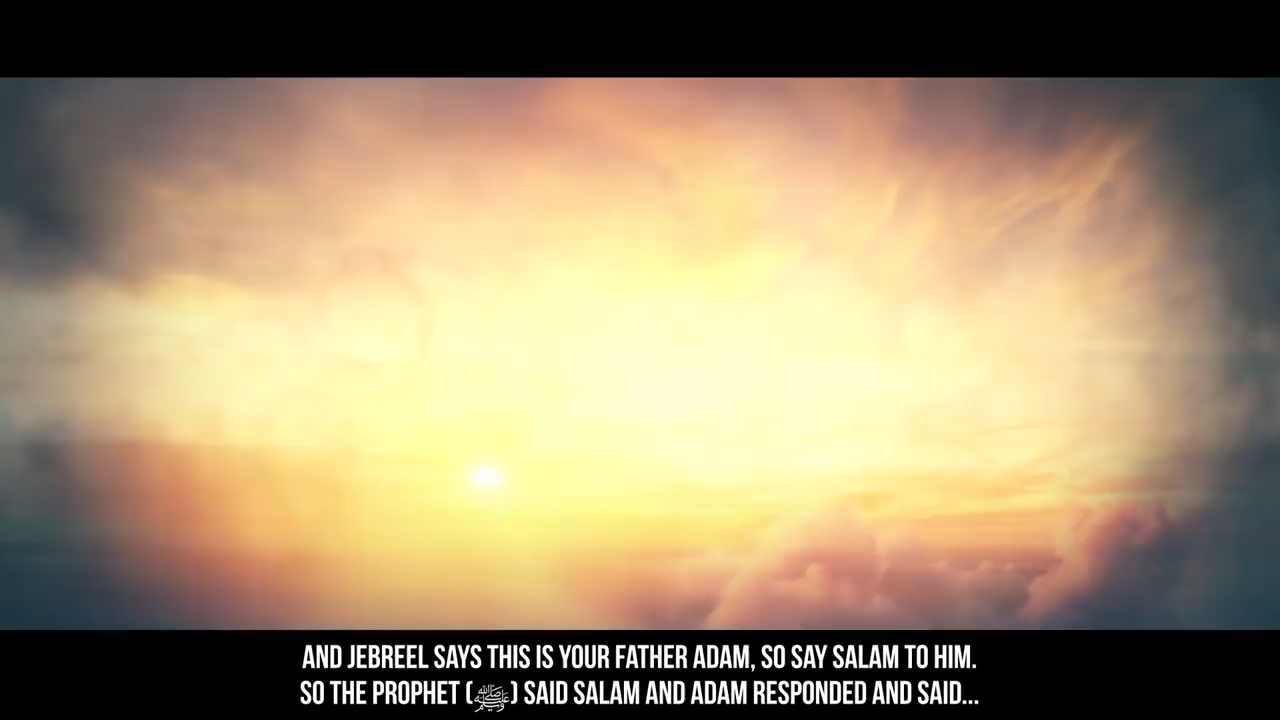 AND JEBREEL SAYS THIS IS YOUR FATHER ADAM, SO SAY SALAM TO HIM.
SO THE PROPHET (ﷺ) SAID SALAM AND ADAM RESPONDED AND SAID...